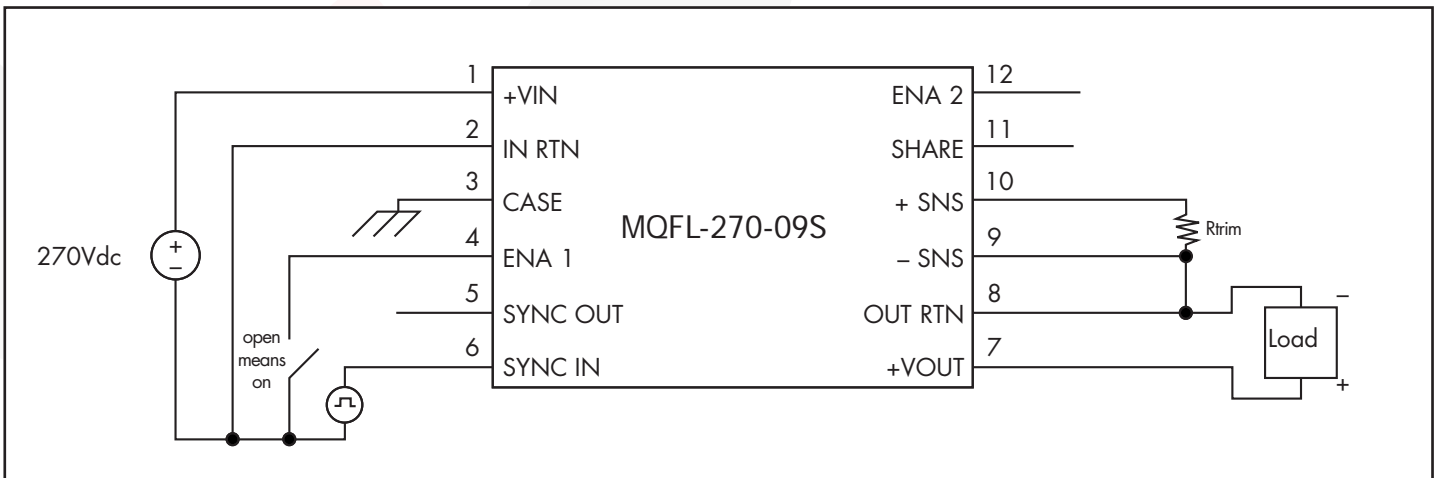 1
+VIN
2
IN RTN
3
CASE
4
ENA 1
5
SYNC OUT
6
SYNC IN
MQFL-270-09S
12
ENA 2
11
SHARE
10
+ SNS
9
– SNS
8
OUT RTN
7
+VOUT
270Vdc
+
–
open
means
on
Rtrim
–
Load
+